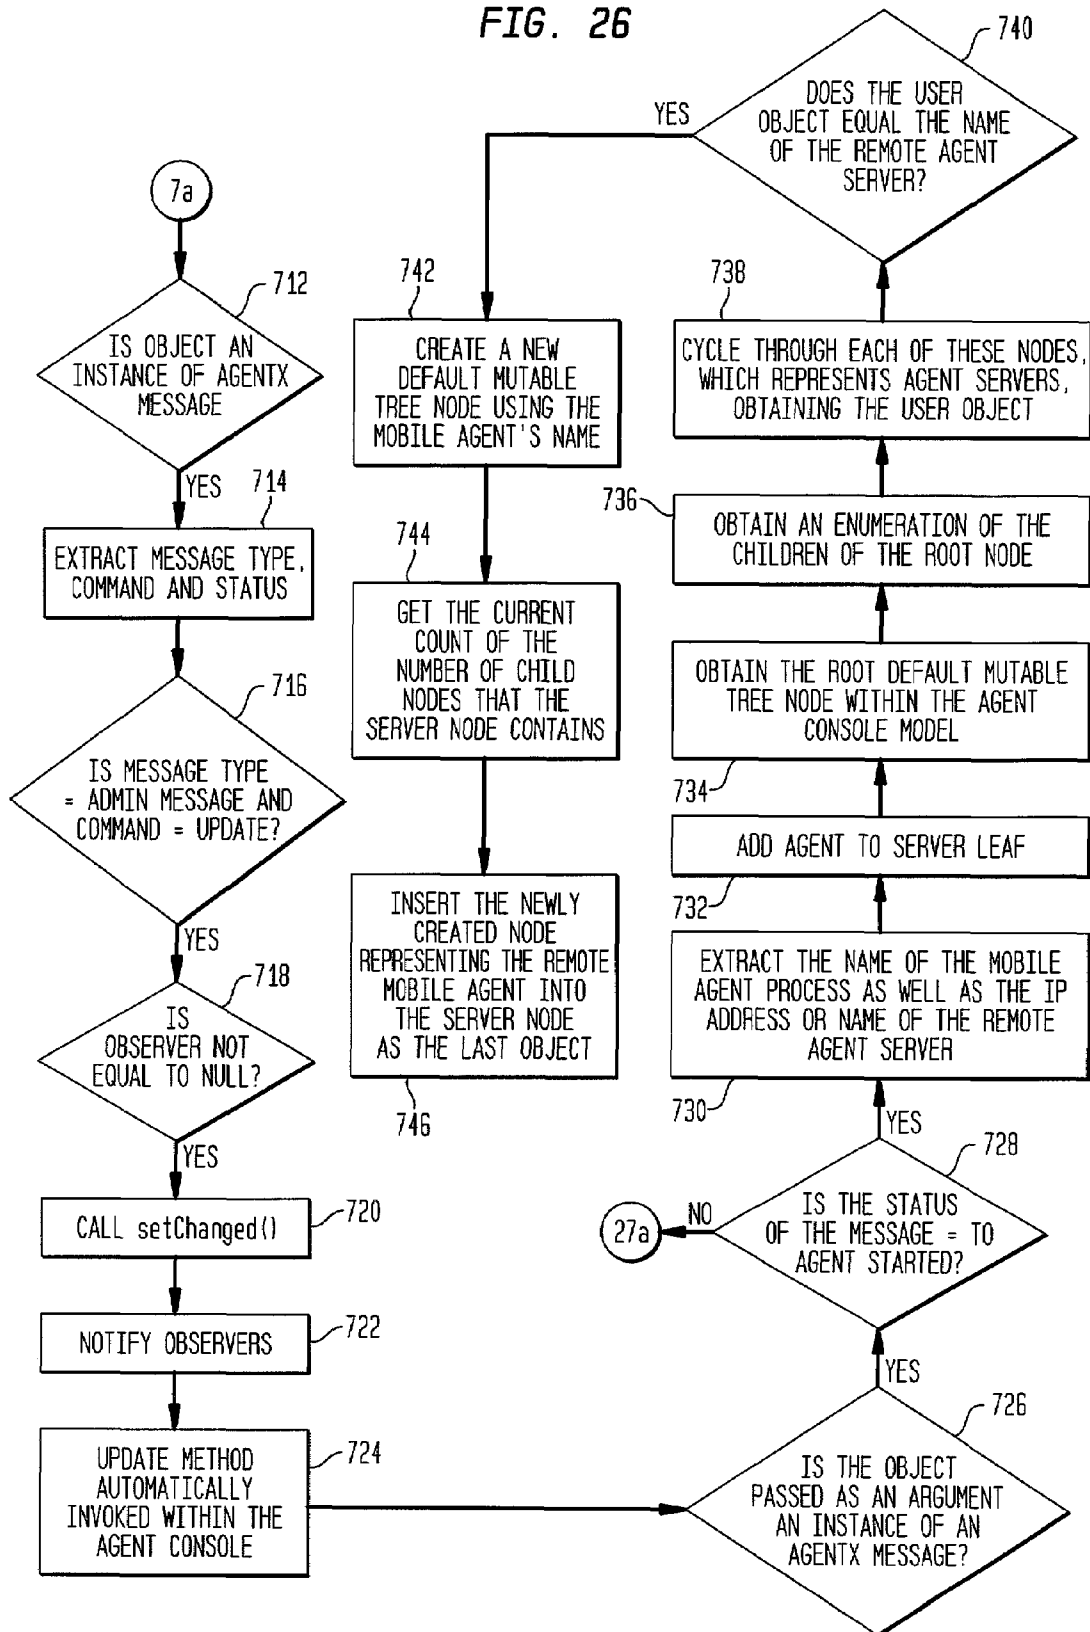 FIG. 26
7a
712
IS OBJECT AN
INSTANCE OF AGENTX
MESSAGE
YES
714
EXTRACT MESSAGE TYPE,
COMMAND AND STATUS
716
IS MESSAGE TYPE
= ADMIN MESSAGE AND
COMMAND = UPDATE?
YES
718
IS
OBSERVER NOT
EQUAL TO NULL?
YES
CALL setChanged()
720
NOTIFY OBSERVERS
722
UPDATE METHOD
AUTOMATICALLY
INVOKED WITHIN THE
AGENT CONSOLE
724
726
IS THE OBJECT
PASSED AS AN ARGUMENT
AN INSTANCE OF AN
AGENTX MESSAGE?
YES
728
IS THE STATUS
OF THE MESSAGE = TO
AGENT STARTED?
NO
27a
YES
730
EXTRACT THE NAME OF THE MOBILE
AGENT PROCESS AS WELL AS THE IP
ADDRESS OR NAME OF THE REMOTE
AGENT SERVER
732
ADD AGENT TO SERVER LEAF
734
OBTAIN THE ROOT DEFAULT MUTABLE
TREE NODE WITHIN THE AGENT
CONSOLE MODEL
736
OBTAIN AN ENUMERATION OF THE
CHILDREN OF THE ROOT NODE
738
CYCLE THROUGH EACH OF THESE NODES,
WHICH REPRESENTS AGENT SERVERS,
OBTAINING THE USER OBJECT
740
DOES THE USER
OBJECT EQUAL THE NAME
OF THE REMOTE AGENT
SERVER?
YES
742
CREATE A NEW
DEFAULT MUTABLE
TREE NODE USING THE
MOBILE AGENT'S NAME
744
GET THE CURRENT
COUNT OF THE
NUMBER OF CHILD
NODES THAT THE
SERVER NODE CONTAINS
INSERT THE NEWLY
CREATED NODE
REPRESENTING THE REMOTE
MOBILE AGENT INTO
THE SERVER NODE
AS THE LAST OBJECT
746